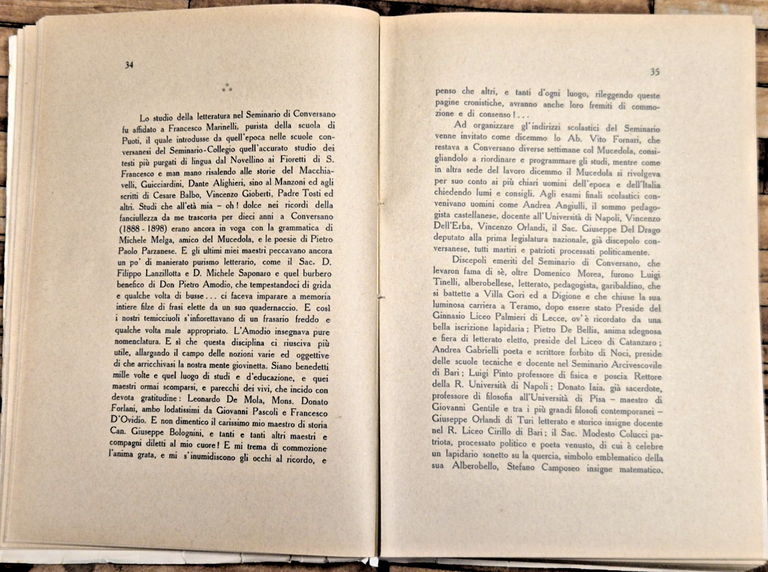 34
Lo studio della letteratura nel Seminario di Conversano
fu affidato a Francesco Marinelli, purista della scuola di
Puoti, il quale introdusse da quell'epoca nelle scuole con-
versanesi del Seminario-Collegio quell'accurato studio dei
testi più purgati di lingua dal Novellino ai Fioretti di S.
Francesco e man mano risalendo alle storie del Macchia-
velli, Guicciardini, Dante Alighieri, sino al Manzoni ed agli
scritti di Cesare Balbo, Vincenzo Gioberti, Padre Tosti ed
altri. Studi che all'età mia - oh! dolce nei ricordi della
fanciullezza da me trascorsa per dieci anni a Conversano
(1888 - 1898) erano ancora in voga con la grammatica di
Michele Melga, amico del Mucedola, e le poesie di Pietro
Paolo Parzanese. E gli ultimi miei maestri peccavano ancora
un po' di manierato purismo letterario, come il Sac. D.
Filippo Lanzillotta e D. Michele Saponaro e quel burbero
benefico di Don Pietro Amodio, che tempestandoci di grida
e qualche volta di busse... ci faceva imparare a memoria
intere filze di frasi elette da un suo quadernaccio. E così
i nostri temicciuoli s'infiorettavano di un frasario freddo e
qualche volta male appropriato. L'Amodio insegnava pure
nomenclatura. E sì che questa disciplina ci riusciva più
utile, allargando il campo delle nozioni varie ed oggettive
di che arricchivasi la nostra mente giovinetta. Siano benedetti
mille volte e quel luogo di studi e d'educazione, e quei
maestri ormai scomparsi, e parecchi dei vivi, che incido con
devota gratitudine: Leonardo De Mola, Mons. Donato
Forlani, ambo lodatissimi da Giovanni Pascoli e Francesco
D'Ovidio. E non dimentico il carissimo mio maestro di storia
Can. Giuseppe Bolognini, e tanti e tanti altri maestri e
compagni diletti al mio cuore! E mi trema di commozione
l'anima grata, e mi s'inumidiscono gli occhi al ricordo, e
35
penso che altri, e tanti d'ogni luogo, rileggendo queste
pagine cronistiche, avranno anche loro fremiti di commo-
zione e di consenso!...
Ad organizzare gl'indirizzi scolastici del Seminario
venne invitato come dicemmo lo Ab. Vito Fornari, che
restava a Conversano diverse settimane col Mucedola, consi-
gliandolo a riordinare e programmare gli studi, mentre come
in altra sede del lavoro dicemmo il Mucedola si rivolgeva
per suo conto ai più chiari uomini dell'epoca e dell'Italia
chiedendo lumi e consigli. Agli esami finali scolastici con-
venivano uomini come Andrea Angiulli, il sommo pedago-
gista castellanese, docente all'Università di Napoli, Vincenzo
Dell'Erba, Vincenzo Orlandi, il Sac. Giuseppe Del Drago
deputato alla prima legislatura nazionale, già discepolo con-
versanese, tutti martiri e patrioti processati politicamente.
Discepoli emeriti del Seminario di Conversano, che
levaron fama di sè, oltre Domenico Morea, furono Luigi
Tinelli, alberobellese, letterato, pedagogista, garibaldino, che
si battette a Villa Gori ed a Digione e che chiuse la sua
luminosa carriera a Teramo, dopo essere stato Preside del
Ginnasio Liceo Palmieri di Lecce, ov'è ricordato da una
bella iscrizione lapidaria; Pietro De Bellis, anima sdegnosa
e fiera di letterato eletto, preside del Liceo di Catanzaro;
Andrea Gabrielli poeta e scrittore forbito di Noci, preside
delle scuole tecniche e docente nel Seminario Arcivescovile
di Bari; Luigi Pinto professore di fisica e poscia Rettore
della R. Università di Napoli; Donato Iaia, già sacerdote,
professore di filosofia all'Università di Pisa - maestro di
Giovanni Gentile e tra i più grandi filosofi contemporanei -
Giuseppe Orlandi di Turi letterato e storico insigne docente
nel R. Liceo Cirillo di Bari; il Sac. Modesto Colucci pa-
triota, processato politico e poeta venusto, di cui è celebre
un lapidario sonetto su la quercia, simbolo emblematico della
sua Alberobello, Stefano Camposeo insigne matematico.